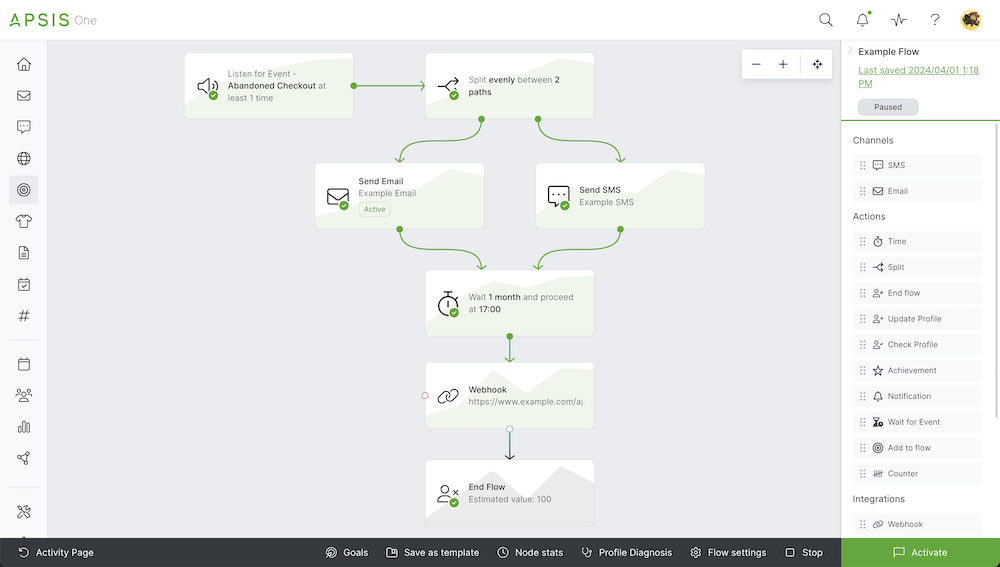 APSIS One
Listen for Event -
Abandoned Checkout at
least 1 time
Split evenly between 2
paths
Send Email
Example Email
Active
Send SMS
Example SMS
Wait 1 month and proceed
at 17:00
Webhook
https://www.example.com/ap
End Flow
Estimated value: 100
Example Flow
Last saved 2024/04/01 1:18
PM
Paused
Channels
SMS
Email
Actions
Time
Split
End flow
Update Profile
Check Profile
Achievement
Notification
Wait for Event
Add to flow
Counter
Integrations
Webhook
Activity Page
Goals
Save as template
Node stats
Profile Diagnosis
Flow settings
Stop
Activate